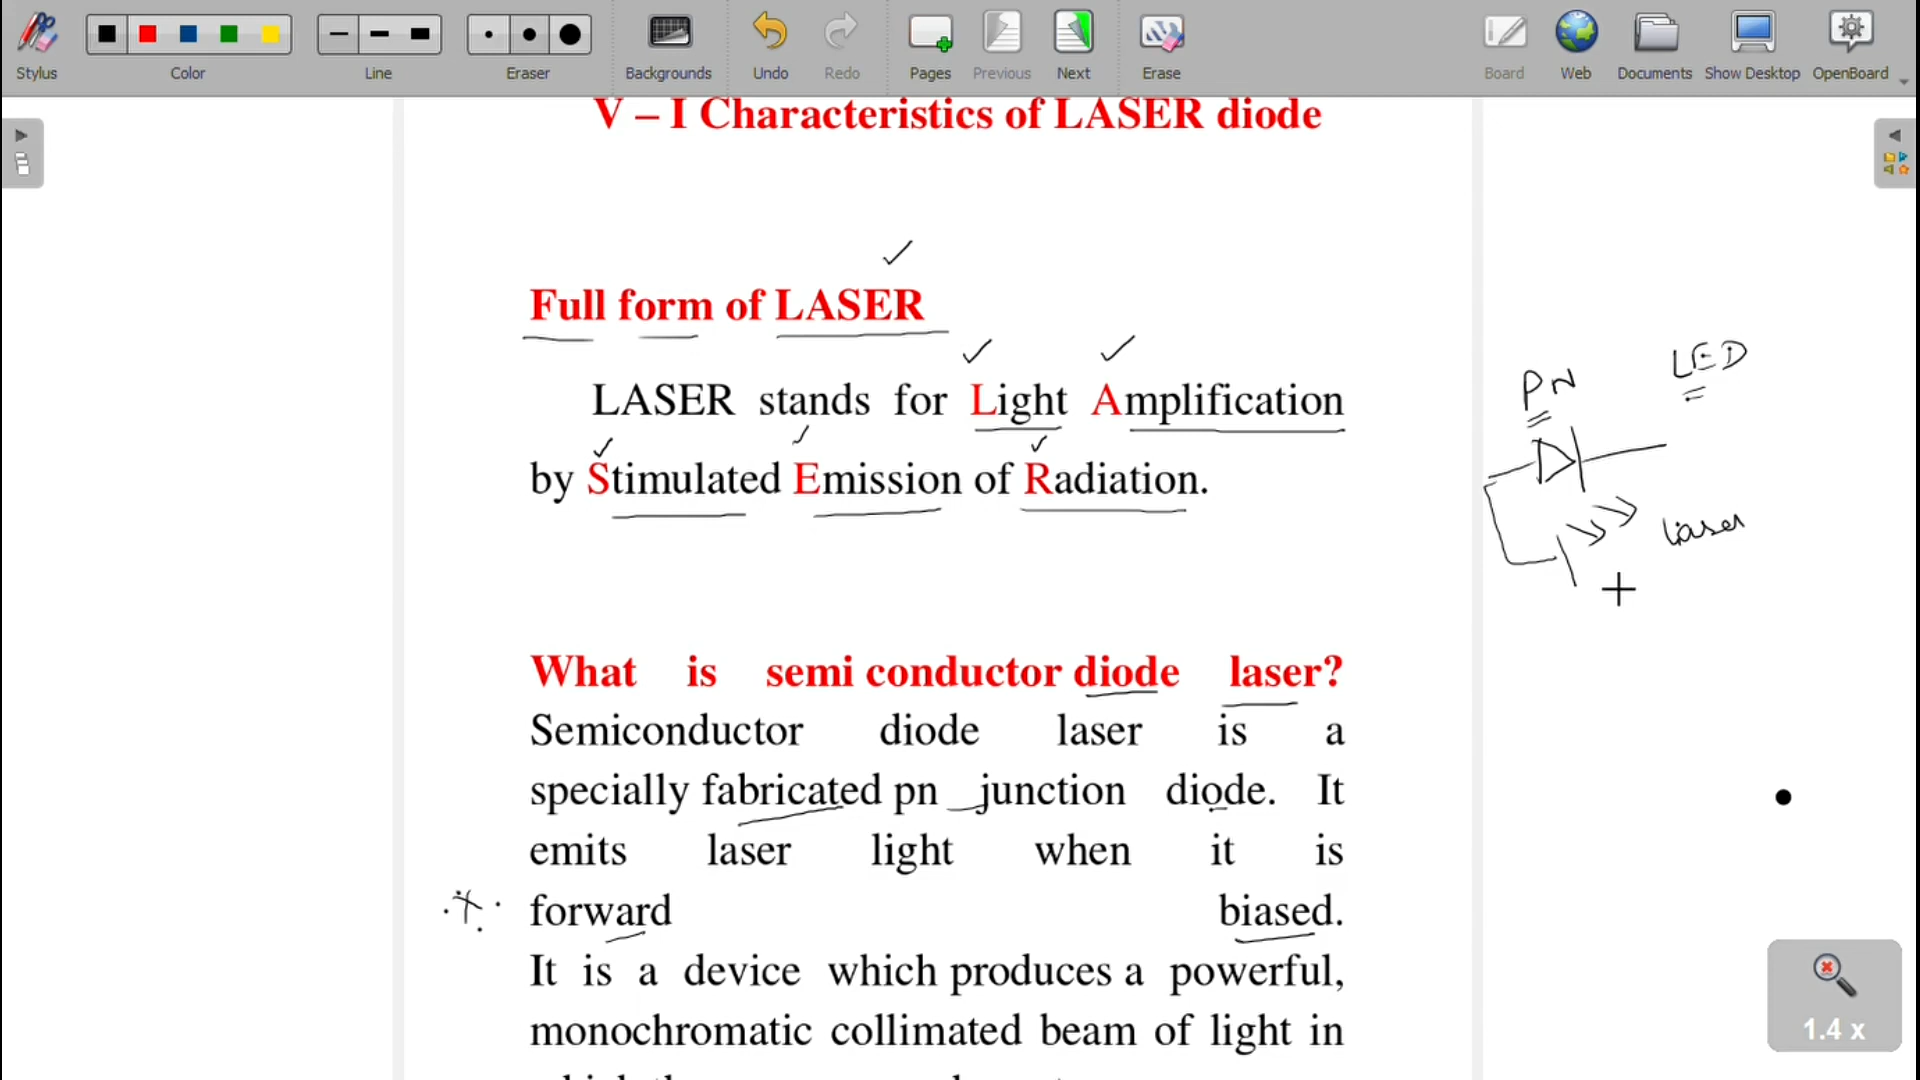 Stylus
Color
Line
Eraser
Backgrounds
Undo
Redo
Pages
Previous
Next
Erase
Board
Web
Documents
Show Desktop
OpenBoard
V – I Characteristics of LASER diode
Full form of LASER
LASER stands for Light Amplification
by Stimulated Emission of Radiation.
PN
LED
Laser
What is semi conductor diode laser?
Semiconductor diode laser is a
specially fabricated pn junction diode. It
emits laser light when it is
forward biased.
It is a device which produces a powerful,
monochromatic collimated beam of light in
1.4 x